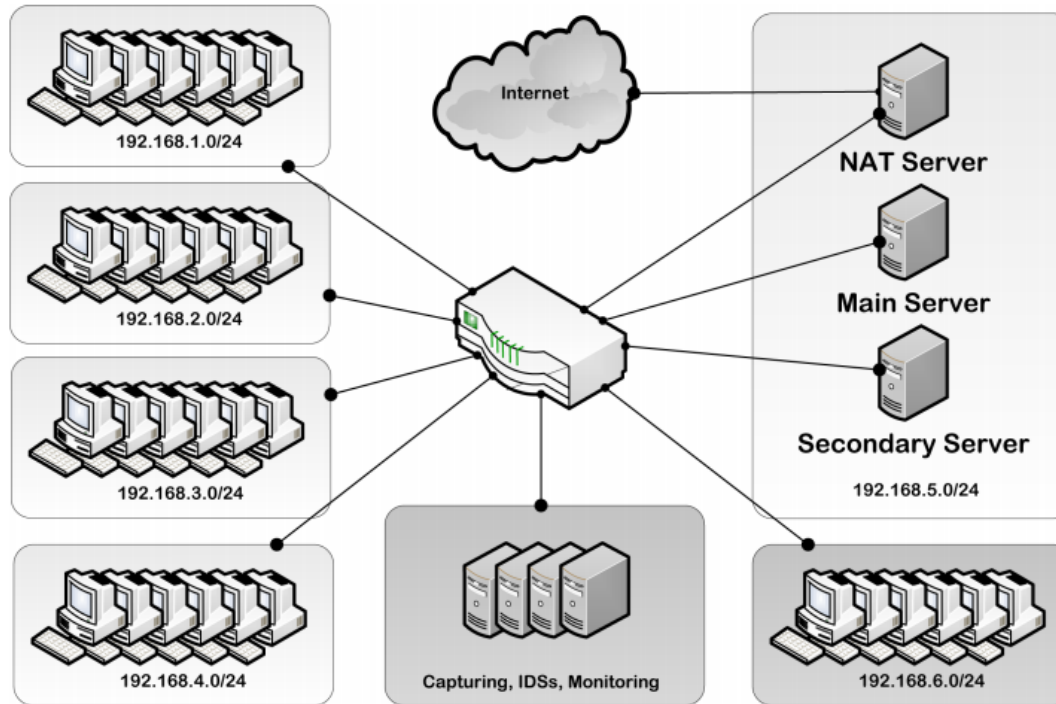 192.168.1.0/24
Internet
NAT Server
192.168.2.0/24
Main Server
192.168.3.0/24
Secondary Server
192.168.5.0/24
192.168.4.0/24
Capturing, IDSs, Monitoring
192.168.6.0/24